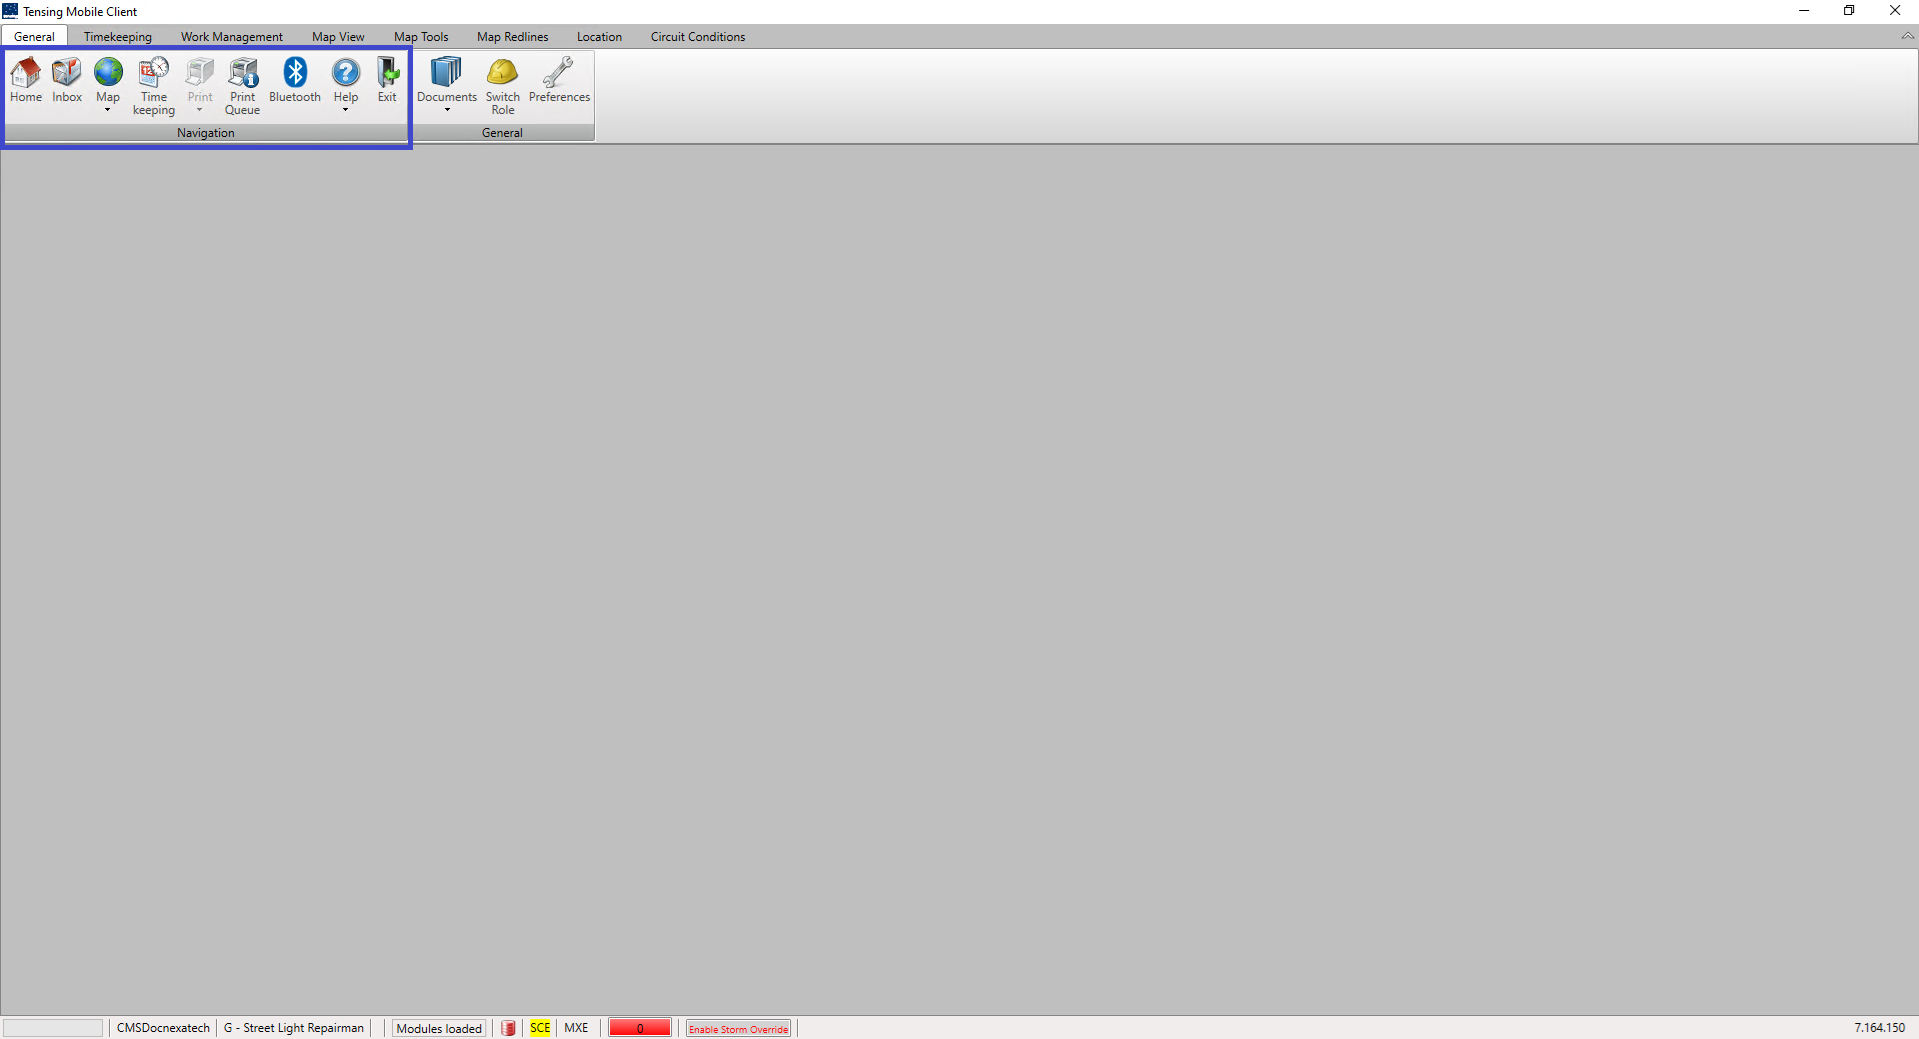 Tensing Mobile Client
General Timekeeping Work Management Map View Map Tools Map Redlines Location Circuit Conditions
Home Inbox Map Time keeping Print Print Queue Bluetooth Help Exit Documents Switch Role Preferences
Navigation General
CMSDocnexatech G - Street Light Repairman Modules loaded SCE MXE 0 Enable Storm Override 7.164.150